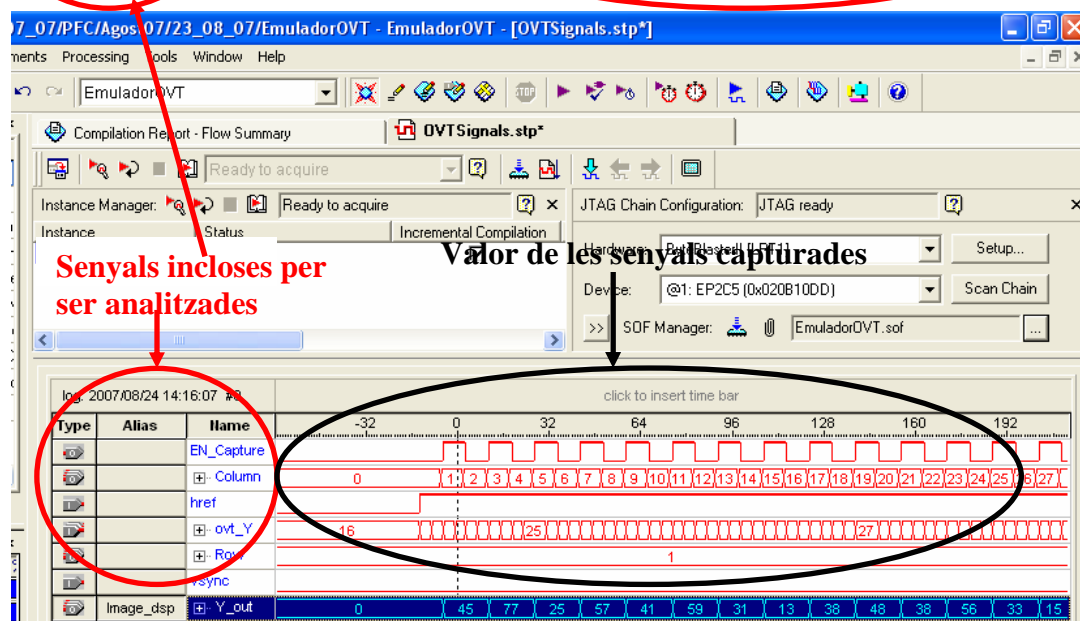 7_07/PFC/Agos 07/23_08_07/EmuladorOVT - EmuladorOVT - [OVTSignals.stp*]
ments Processing Tools Window Help
EmuladorOVT
Compilation Report - Flow Summary OVTSignals.stp*
Ready to acquire
Instance Manager: Ready to acquire JTAG Chain Configuration: JTAG ready
Instance Status Incremental Compilation
Senyals incloses per
ser analitzades
Valor de les senyals capturades
Hardware: ByteBlasterII [LPT1] Setup...
Device: @1: EP2C5 (0x020B10DD) Scan Chain
>> SOF Manager: EmuladorOVT.sof ...
log: 2007/08/24 14:16:07 #0 click to insert time bar
Type Alias Name -32 0 32 64 96 128 160 192
EN_Capture
Column 0 1 2 3 4 5 6 7 8 9 10 11 12 13 14 15 16 17 18 19 20 21 22 23 24 25 26 27
href
ovt_Y 16 25 27
Row 1
vsync
Image_dsp Y_out 0 45 77 25 57 41 59 31 13 38 48 38 56 33 15